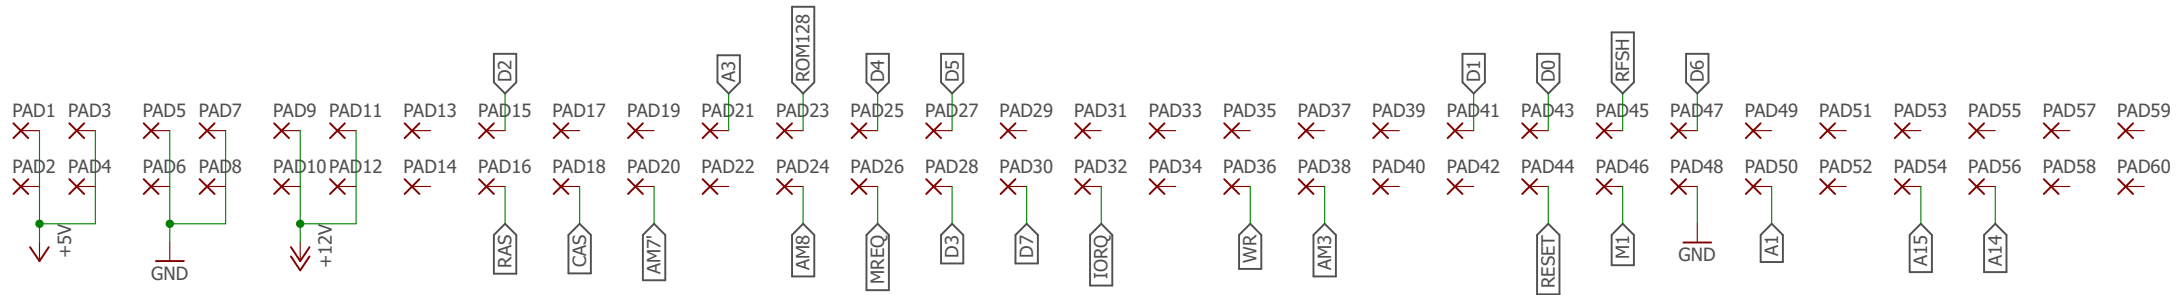 D2 A3 ROM128 D4 D5 D1 D0 RFSH D6
PAD1 PAD3 PAD5 PAD7 PAD9 PAD11 PAD13 PAD15 PAD17 PAD19 PAD21 PAD23 PAD25 PAD27 PAD29 PAD31 PAD33 PAD35 PAD37 PAD39 PAD41 PAD43 PAD45 PAD47 PAD49 PAD51 PAD53 PAD55 PAD57 PAD59
PAD2 PAD4 PAD6 PAD8 PAD10 PAD12 PAD14 PAD16 PAD18 PAD20 PAD22 PAD24 PAD26 PAD28 PAD30 PAD32 PAD34 PAD36 PAD38 PAD40 PAD42 PAD44 PAD46 PAD48 PAD50 PAD52 PAD54 PAD56 PAD58 PAD60
+5V GND +12V RAS CAS AM7' AM8 MREQ D3 D7 IORQ WR AM3 RESET M1 GND A1 A15 A14